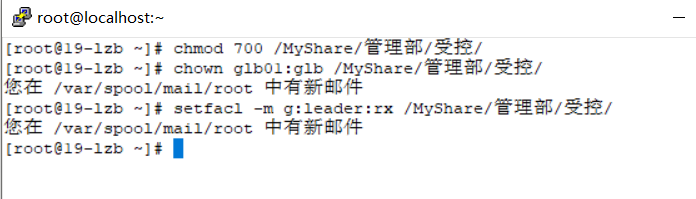 root@localhost:~
[root@19-lzb ~]# chmod 700 /MyShare/管理部/受控/
[root@19-lzb ~]# chown glb01:glb /MyShare/管理部/受控/
您在 /var/spool/mail/root 中有新邮件
[root@19-lzb ~]# setfacl -m g:leader:rx /MyShare/管理部/受控/
您在 /var/spool/mail/root 中有新邮件
[root@19-lzb ~]#